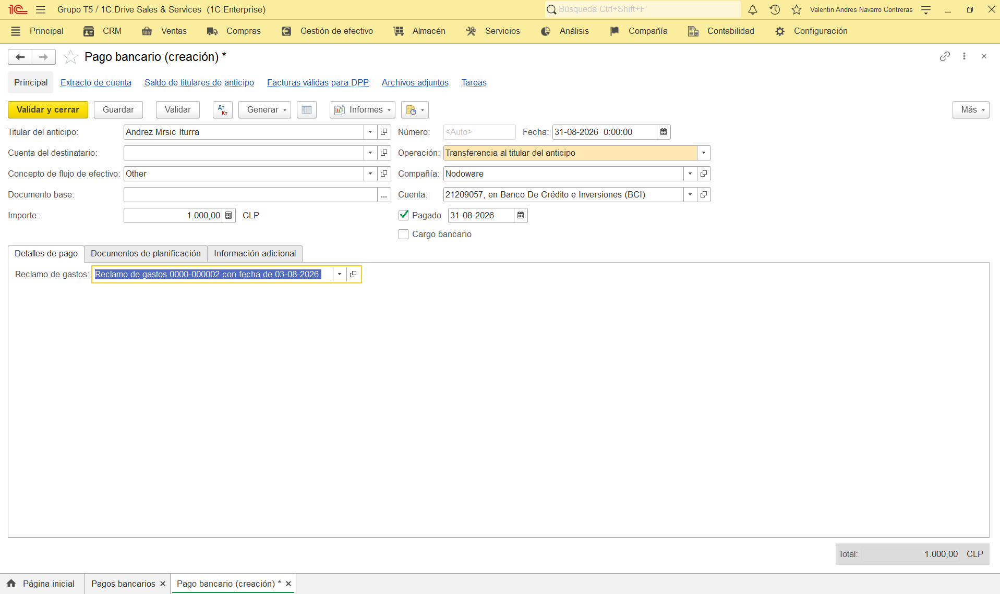 Grupo T5 / 1C:Drive Sales & Services (1C:Enterprise)
Búsqueda Ctrl+Shift+F
Valentin Andres Navarro Contreras
Principal
CRM
Ventas
Compras
Gestión de efectivo
Almacén
Servicios
Análisis
Compañía
Contabilidad
Configuración
Pago bancario (creación) *
Principal
Extracto de cuenta
Saldo de titulares de anticipo
Facturas válidas para DPP
Archivos adjuntos
Tareas
Validar y cerrar
Guardar
Validar
Дт Кт
Generar
Informes
Más
Titular del anticipo: Andrez Mrsic Iturra
Número: <Auto> Fecha: 31-08-2026 0:00:00
Cuenta del destinatario:
Operación: Transferencia al titular del anticipo
Concepto de flujo de efectivo: Other
Compañía: Nodoware
Documento base: ...
Cuenta: 21209057, en Banco De Crédito e Inversiones (BCI)
Importe: 1.000,00 CLP
Pagado 31-08-2026
Cargo bancario
Detalles de pago
Documentos de planificación
Información adicional
Reclamo de gastos: Reclamo de gastos 0000-000002 con fecha de 03-08-2026
Total: 1.000,00 CLP
Página inicial
Pagos bancarios
Pago bancario (creación) *